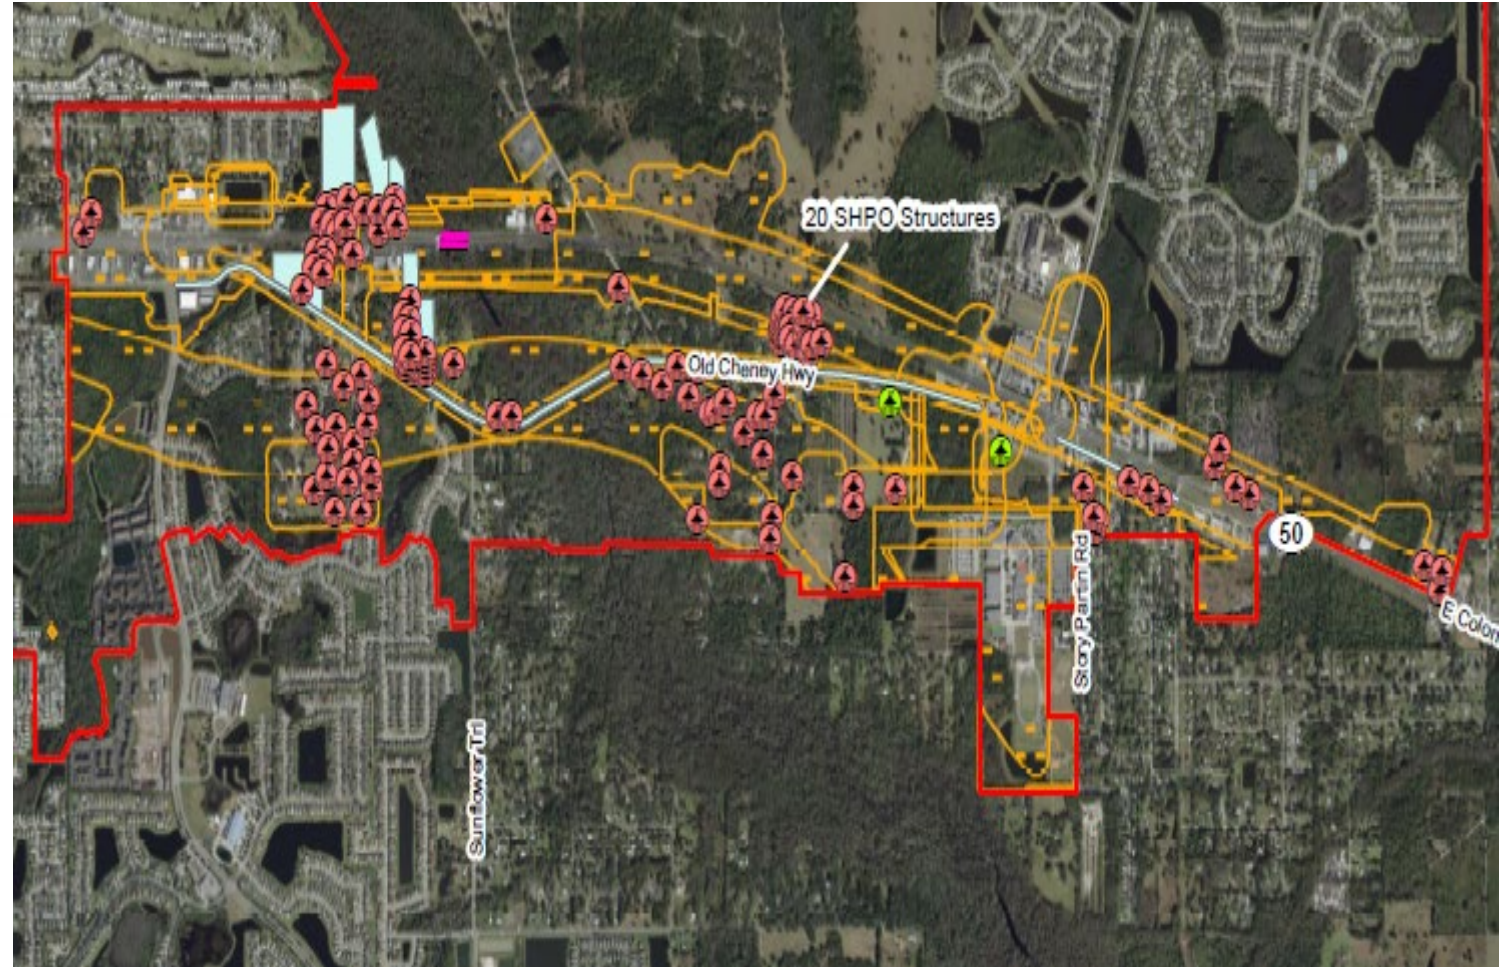 20 SHPO Structures
Old Cheney Hwy
50
E Colon
Story Partin Rd
Sunflower Trl